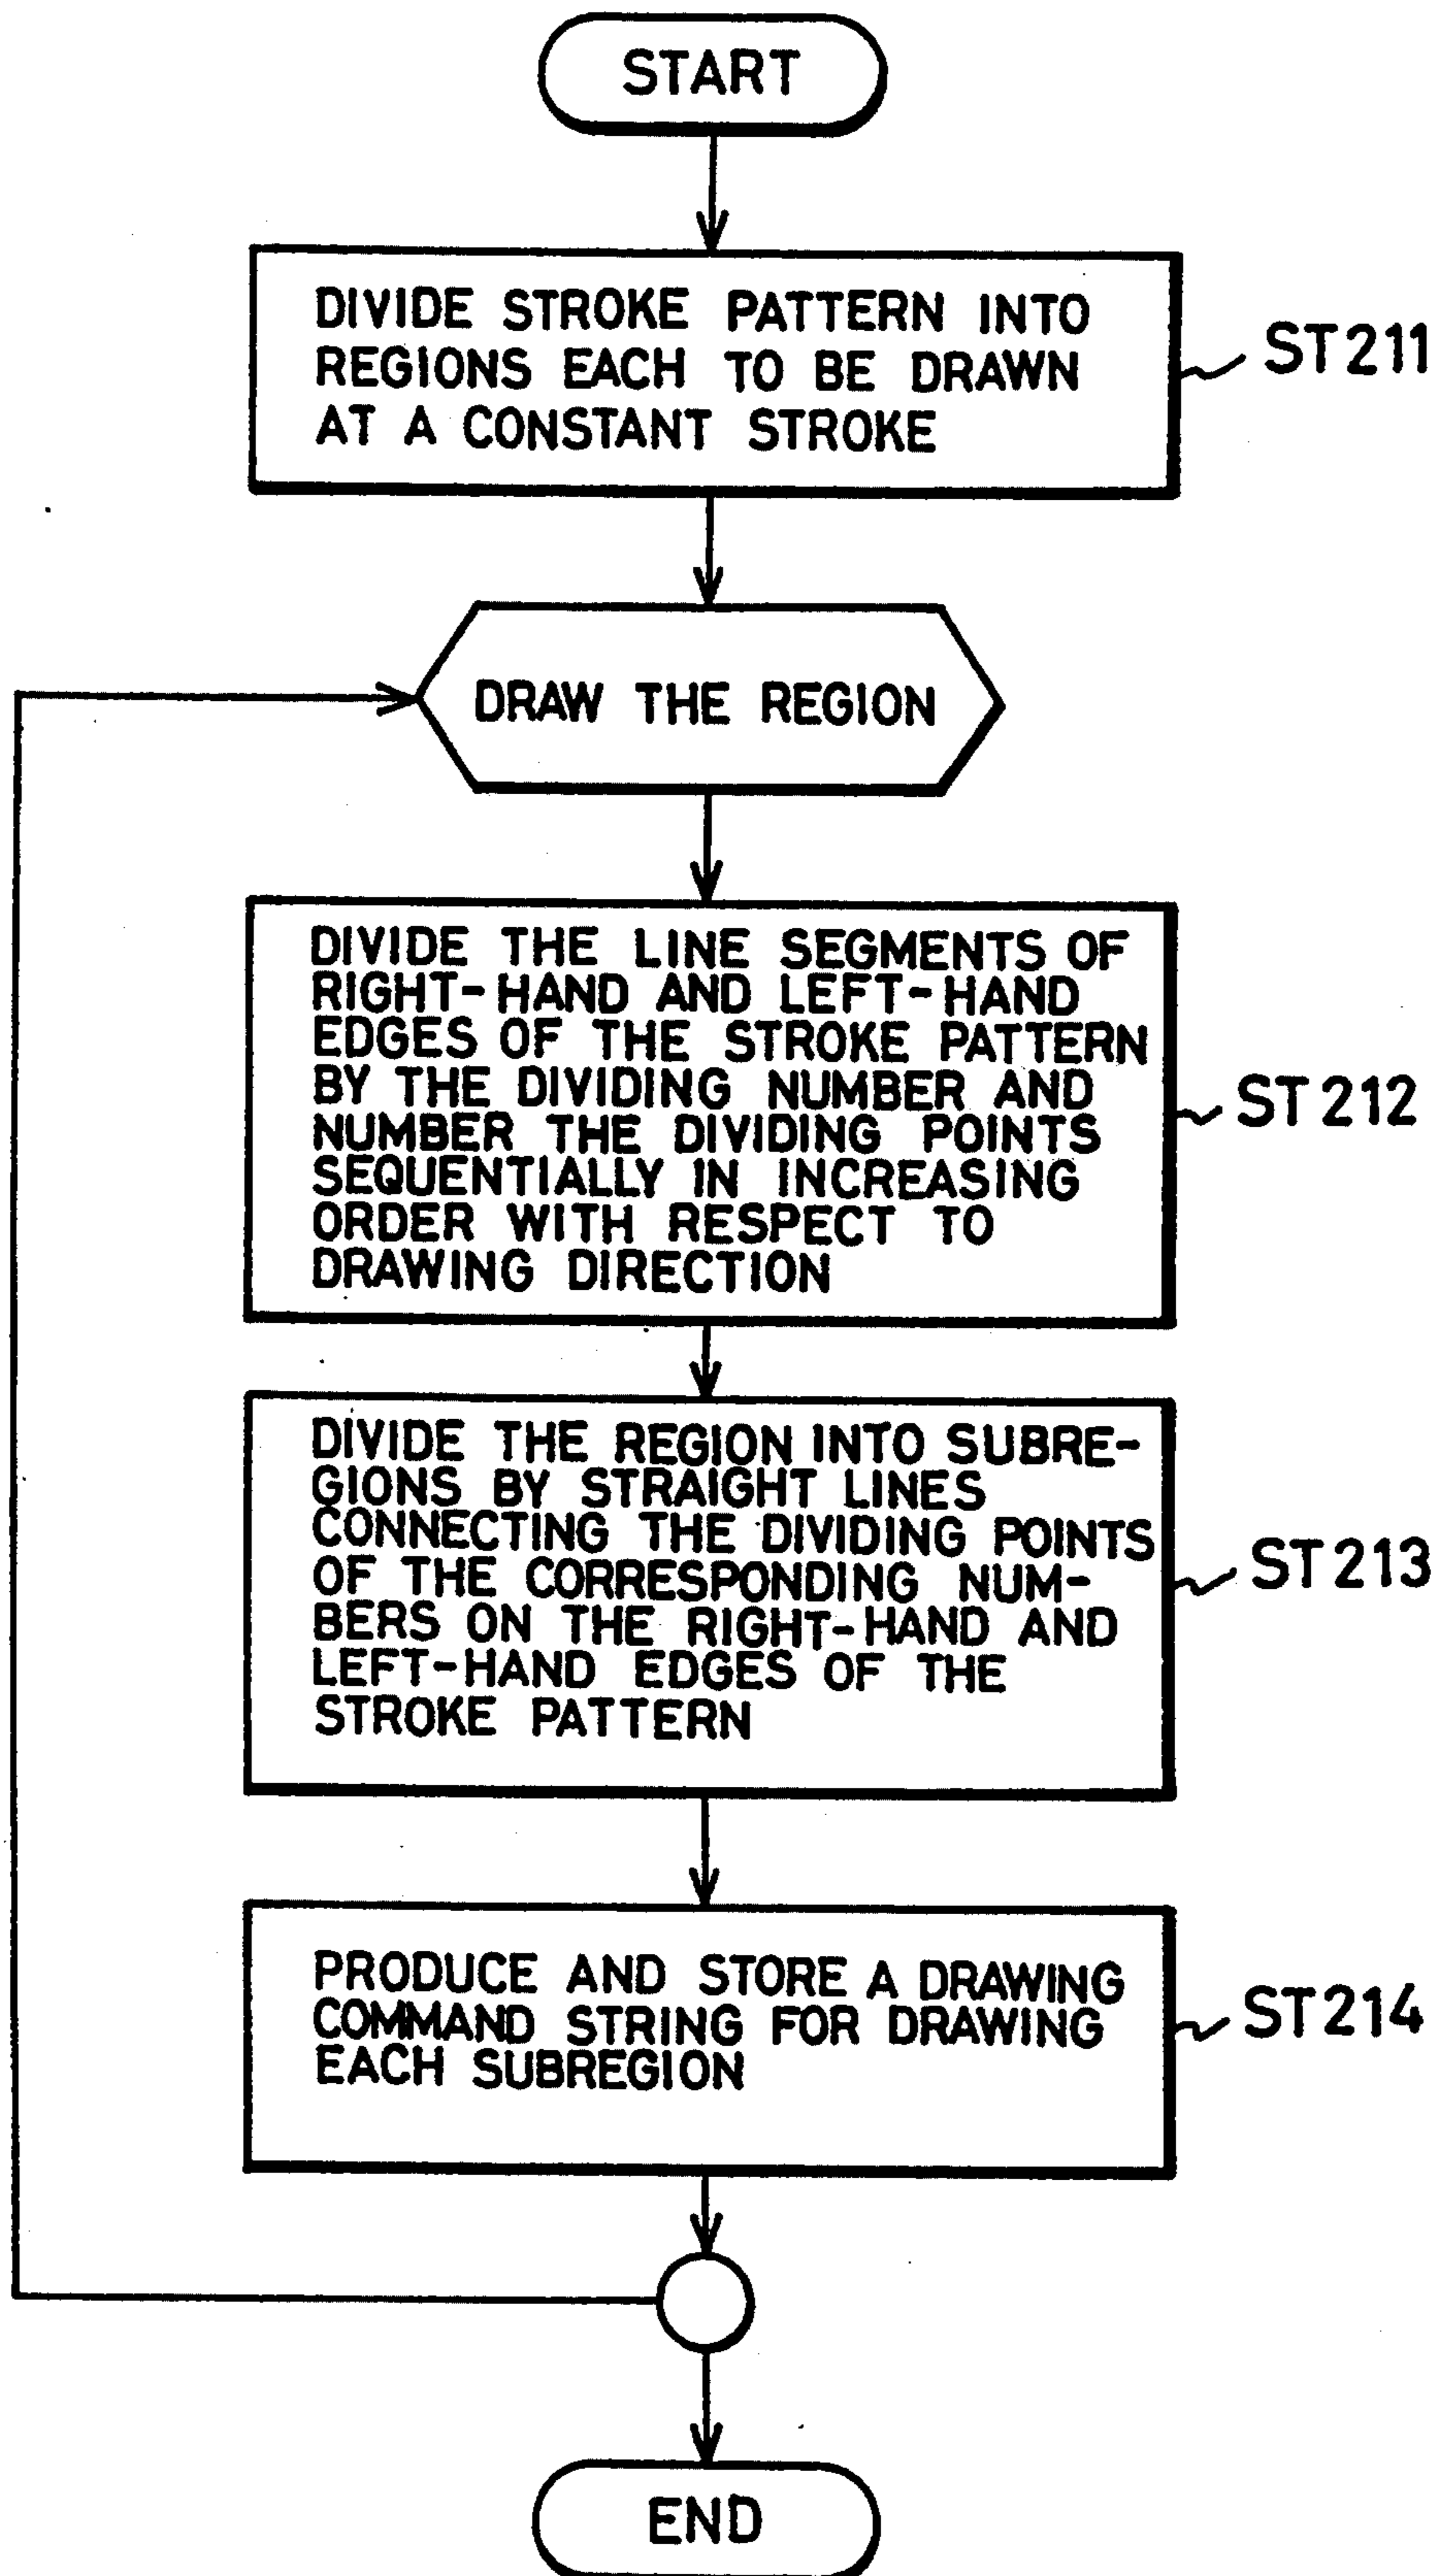 START
DIVIDE STROKE PATTERN INTO
REGIONS EACH TO BE DRAWN
AT A CONSTANT STROKE
ST211
DRAW THE REGION
DIVIDE THE LINE SEGMENTS OF
RIGHT-HAND AND LEFT-HAND
EDGES OF THE STROKE PATTERN
BY THE DIVIDING NUMBER AND
NUMBER THE DIVIDING POINTS
SEQUENTIALLY IN INCREASING
ORDER WITH RESPECT TO
DRAWING DIRECTION
ST212
DIVIDE THE REGION INTO SUBRE-
GIONS BY STRAIGHT LINES
CONNECTING THE DIVIDING POINTS
OF THE CORRESPONDING NUM-
BERS ON THE RIGHT-HAND AND
LEFT-HAND EDGES OF THE
STROKE PATTERN
ST213
PRODUCE AND STORE A DRAWING
COMMAND STRING FOR DRAWING
EACH SUBREGION
ST214
END